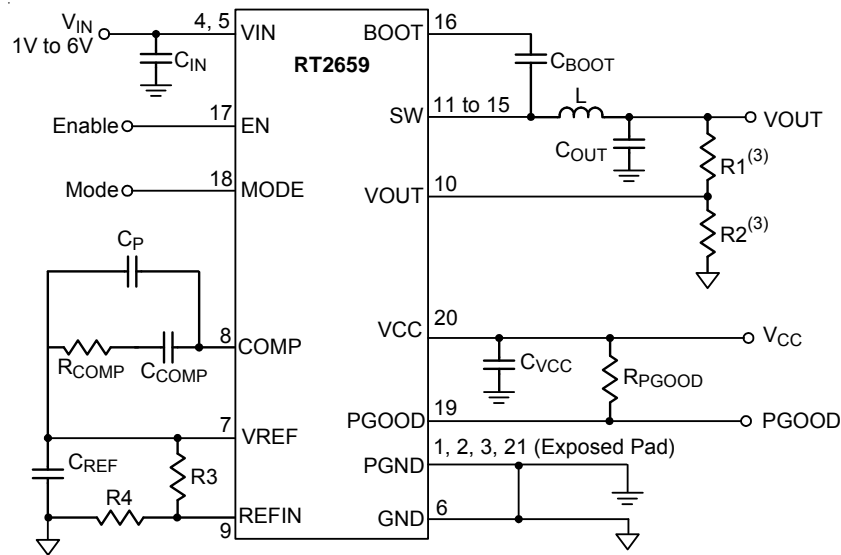 VIN
1V to 6V
4, 5
VIN
CIN
RT2659
BOOT
16
CBOOT
Enable
17
EN
SW
11 to 15
L
VOUT
COUT
R1(3)
Mode
18
MODE
VOUT
10
R2(3)
CP
RCOMP
CCOMP
8
COMP
VCC
20
VCC
CVCC
RPGOOD
7
VREF
PGOOD
19
PGOOD
CREF
R3
PGND
1, 2, 3, 21 (Exposed Pad)
R4
REFIN
9
GND
6